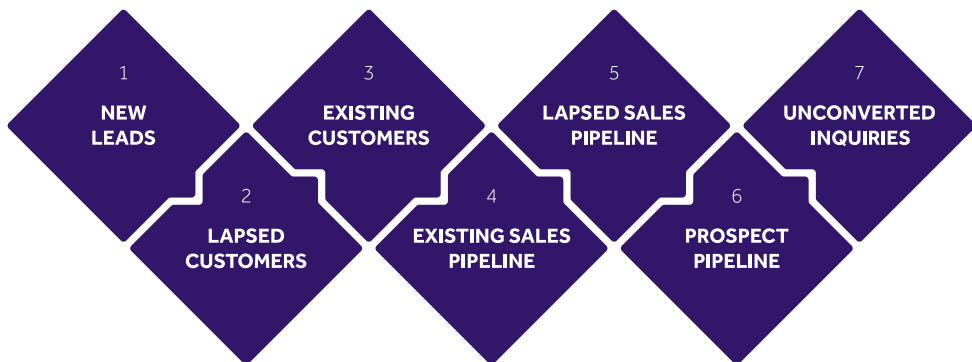 1
NEW
LEADS
2
LAPSED
CUSTOMERS
3
EXISTING
CUSTOMERS
4
EXISTING SALES
PIPELINE
5
LAPSED SALES
PIPELINE
6
PROSPECT
PIPELINE
7
UNCONVERTED
INQUIRIES